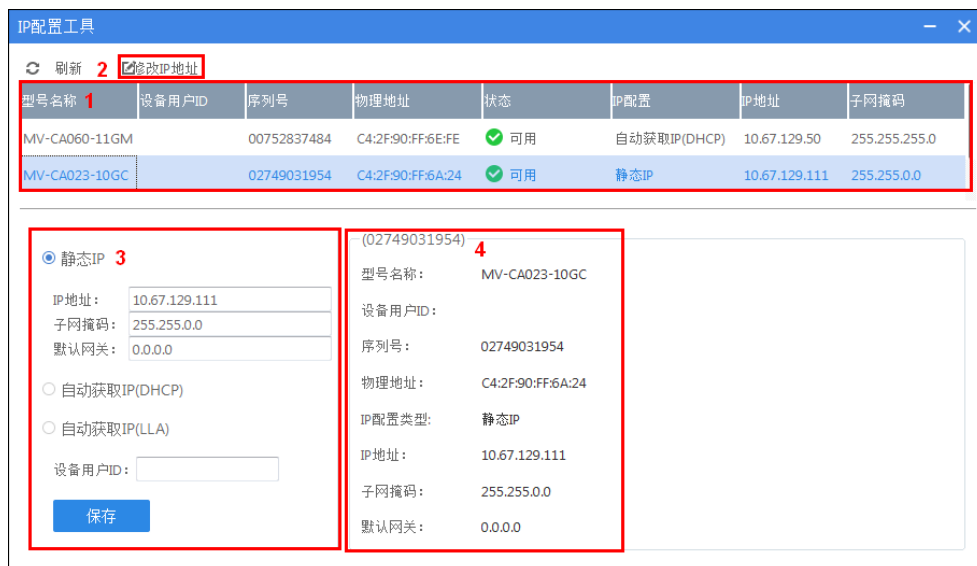 IP配置工具
刷新 2 修改IP地址
型号名称 1 设备用户ID 序列号 物理地址 状态 IP配置 IP地址 子网掩码
MV-CA060-11GM 00752837484 C4:2F:90:FF:6E:FE 可用 自动获取IP(DHCP) 10.67.129.50 255.255.255.0
MV-CA023-10GC 02749031954 C4:2F:90:FF:6A:24 可用 静态IP 10.67.129.111 255.255.0.0
静态IP 3
IP地址： 10.67.129.111
子网掩码： 255.255.0.0
默认网关： 0.0.0.0
自动获取IP(DHCP)
自动获取IP(LLA)
设备用户ID：
保存
(02749031954) 4
型号名称： MV-CA023-10GC
设备用户ID：
序列号： 02749031954
物理地址： C4:2F:90:FF:6A:24
IP配置类型: 静态IP
IP地址： 10.67.129.111
子网掩码： 255.255.0.0
默认网关： 0.0.0.0